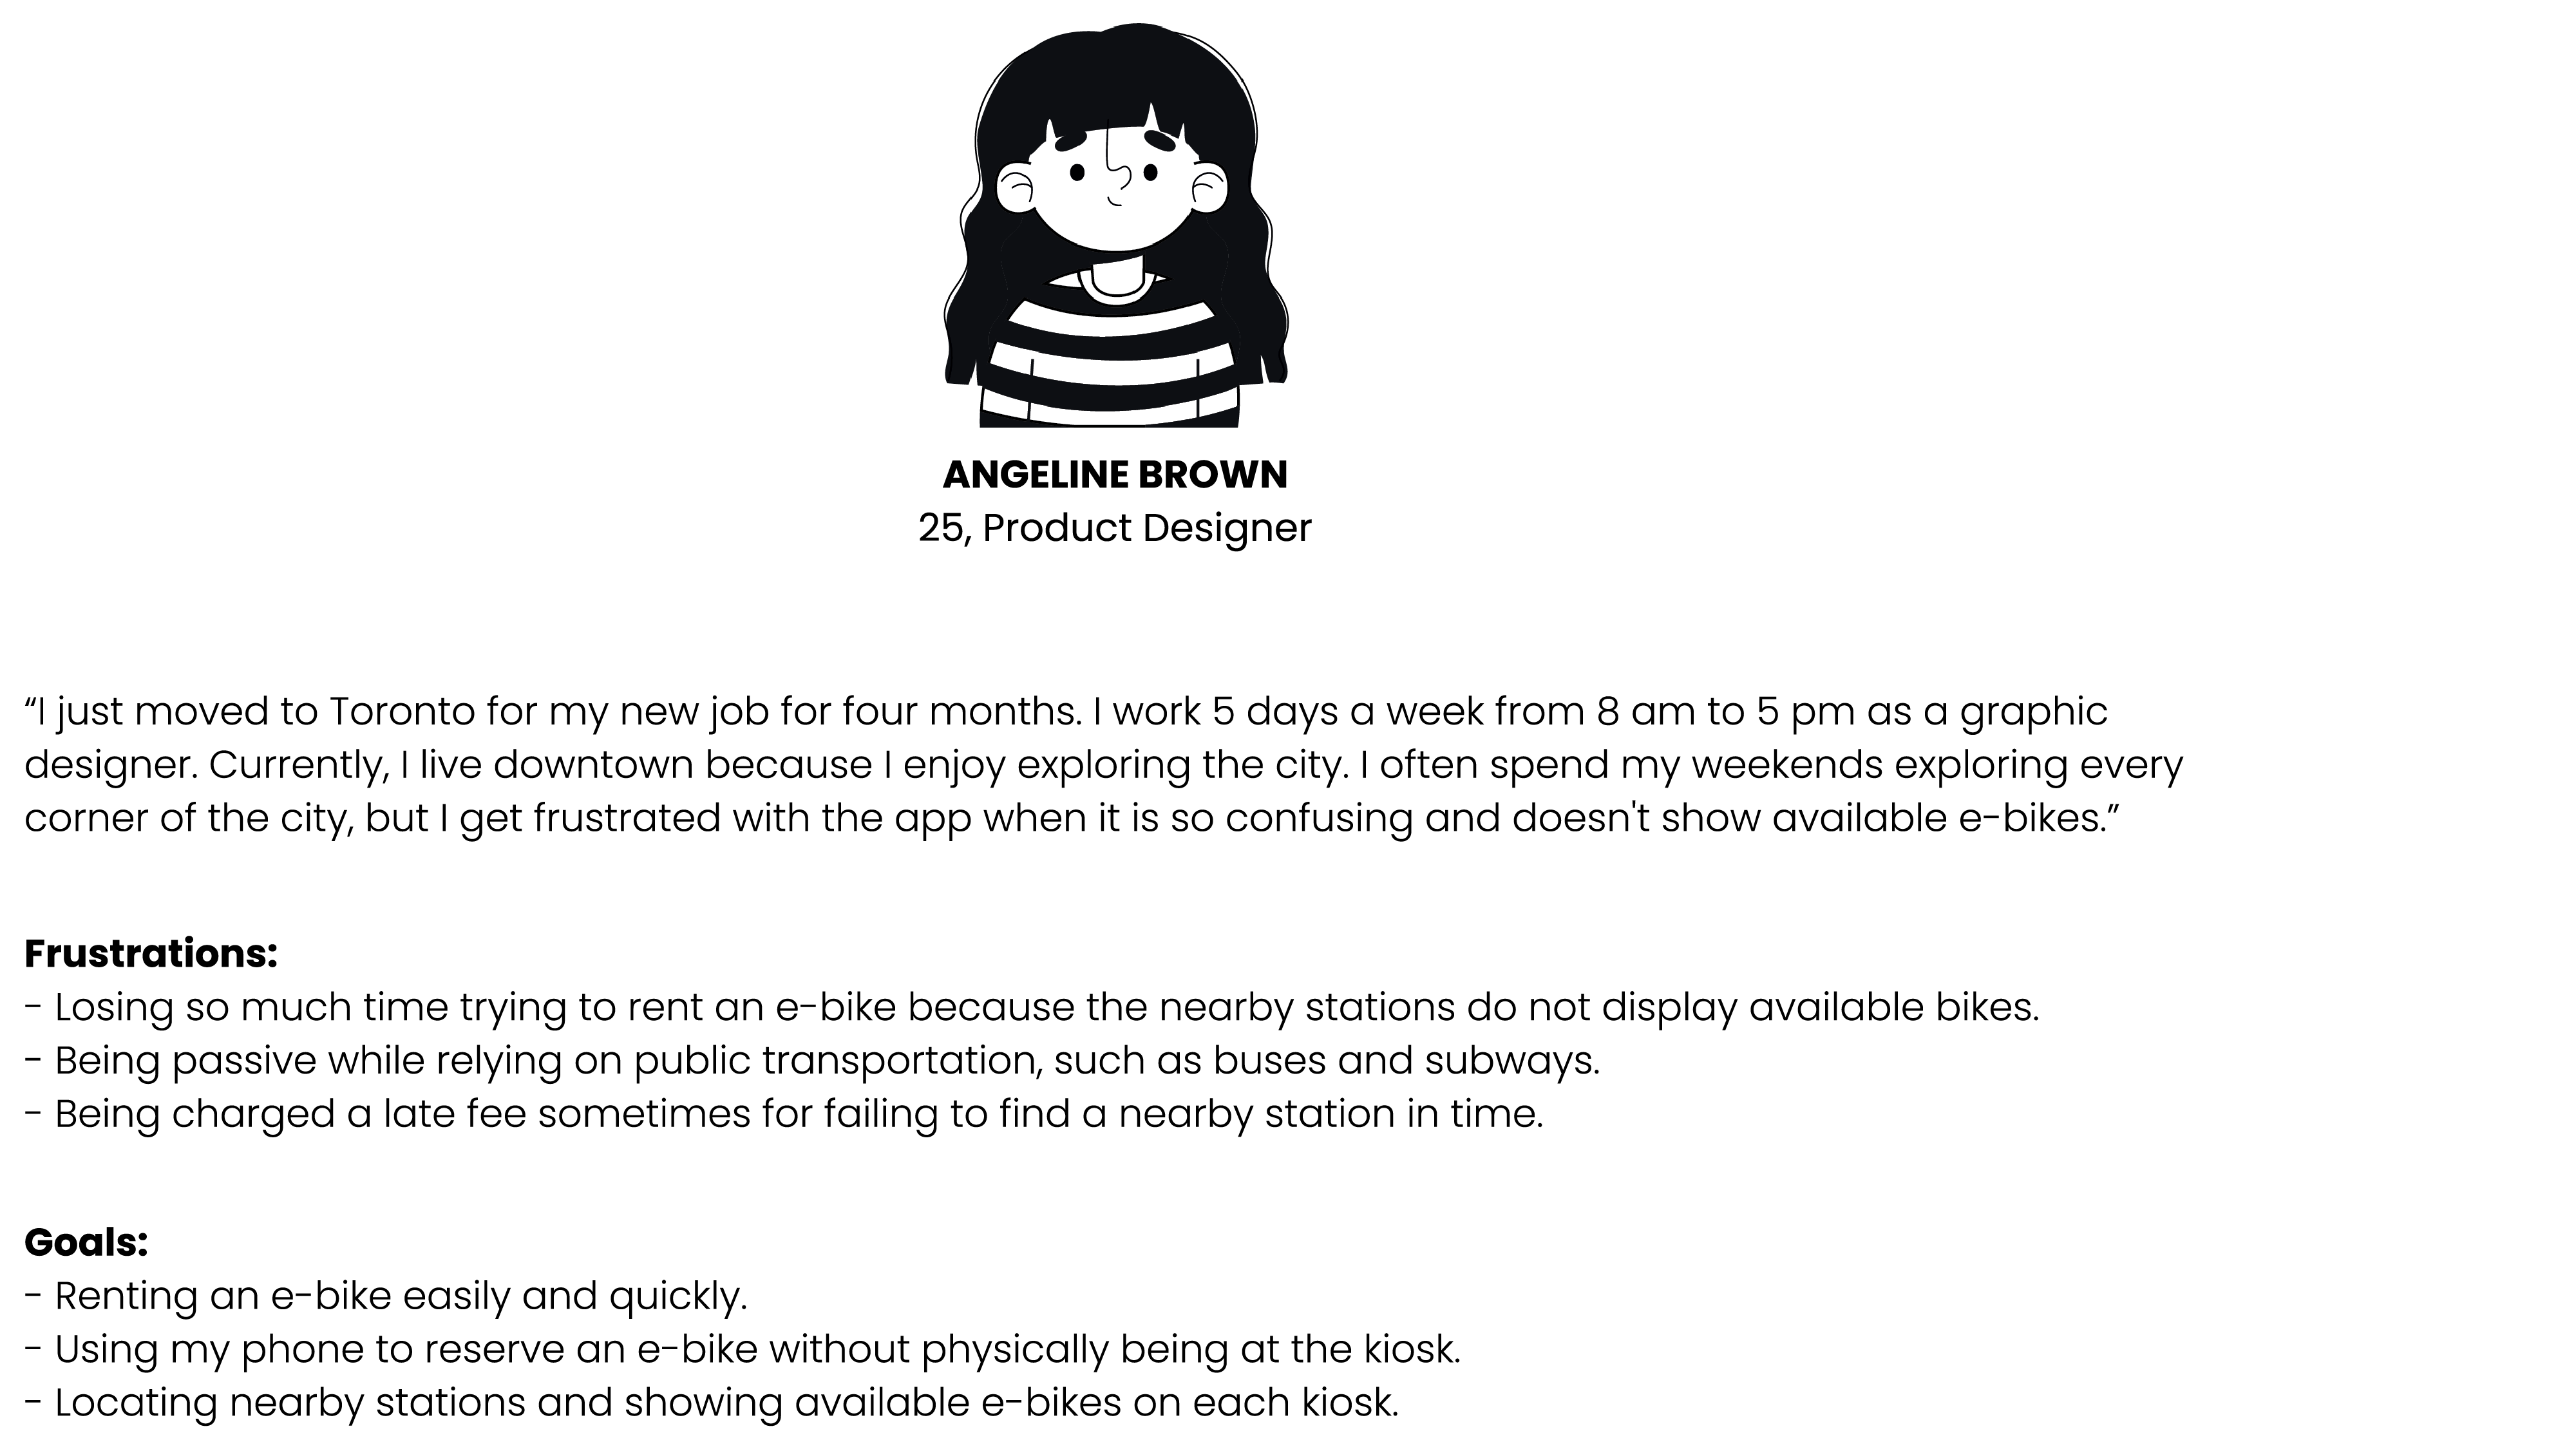 ANGELINE BROWN
25, Product Designer
“I just moved to Toronto for my new job for four months. I work 5 days a week from 8 am to 5 pm as a graphic
designer. Currently, I live downtown because I enjoy exploring the city. I often spend my weekends exploring every
corner of the city, but I get frustrated with the app when it is so confusing and doesn't show available e-bikes.”
Frustrations:
- Losing so much time trying to rent an e-bike because the nearby stations do not display available bikes.
- Being passive while relying on public transportation, such as buses and subways.
- Being charged a late fee sometimes for failing to find a nearby station in time.
Goals:
- Renting an e-bike easily and quickly.
- Using my phone to reserve an e-bike without physically being at the kiosk.
- Locating nearby stations and showing available e-bikes on each kiosk.